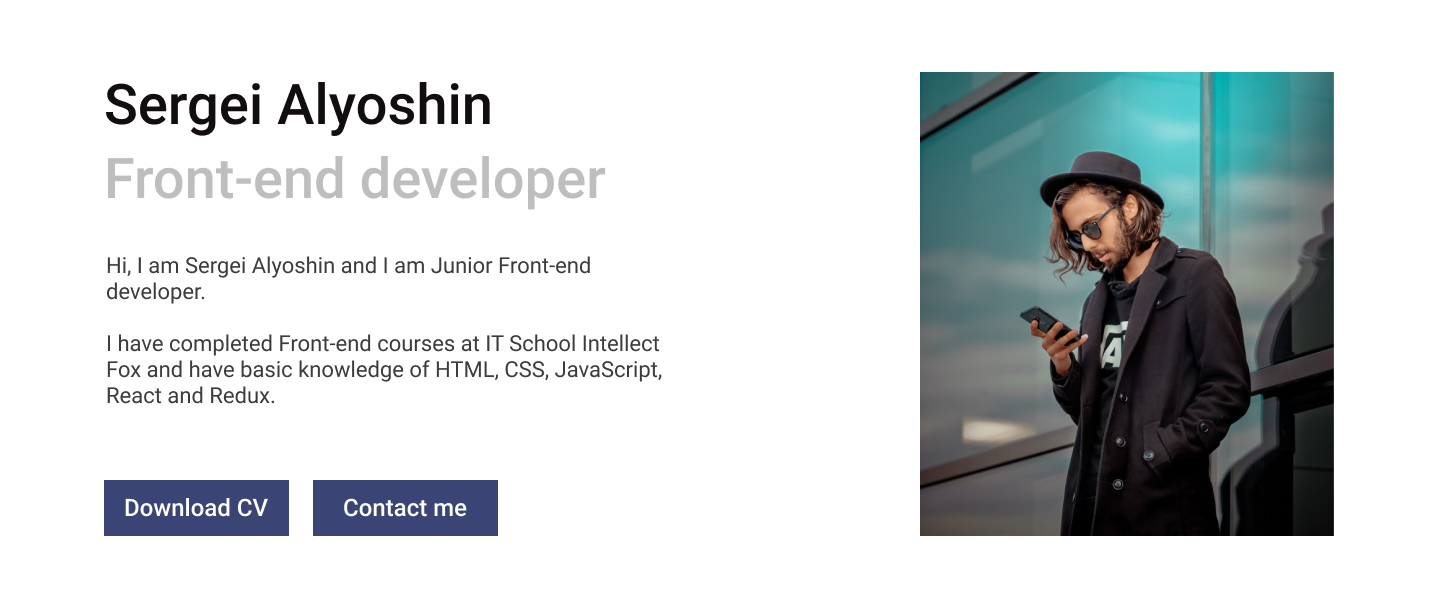 Sergei Alyoshin
Front-end developer
Hi, I am Sergei Alyoshin and I am Junior Front-end
developer.
I have completed Front-end courses at IT School Intellect
Fox and have basic knowledge of HTML, CSS, JavaScript,
React and Redux.
Download CV
Contact me